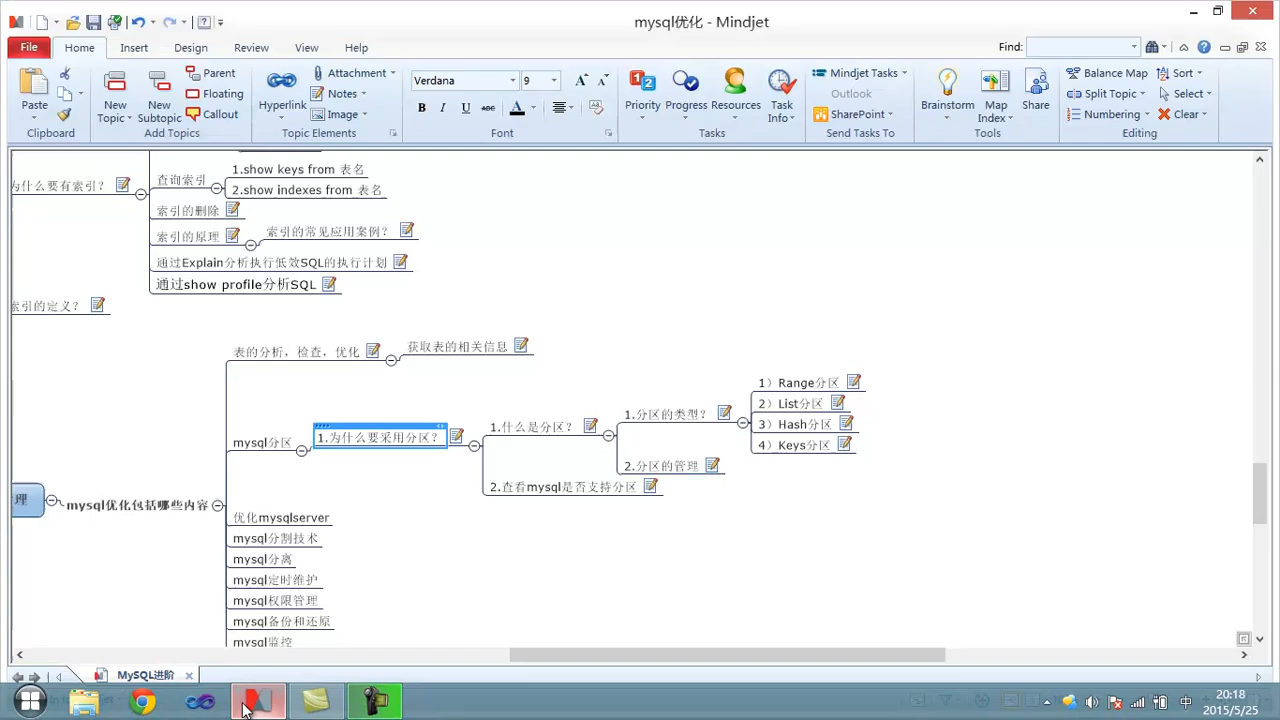 mysql优化 - Mindjet
File Home Insert Design Review View Help Find:
Paste
Clipboard
New Topic
New Subtopic
Parent
Floating
Callout
Add Topics
Hyperlink
Attachment
Notes
Image
Topic Elements
Verdana 9
B I U abc A
Font
Priority
Progress
Resources
Task Info
Tasks
Mindjet Tasks
Outlook
SharePoint
Send Tasks To
Brainstorm
Map Index
Share
Tools
Balance Map
Split Topic
Numbering
Sort
Select
Clear
Editing
为什么要有索引?
查询索引
1.show keys from 表名
2.show indexes from 表名
索引的删除
索引的原理
索引的常见应用案例?
通过Explain分析执行低效SQL的执行计划
通过show profile分析SQL
索引的定义?
表的分析，检查，优化
获取表的相关信息
mysql分区
1.为什么要采用分区?
1.什么是分区?
1.分区的类型?
1）Range分区
2）List分区
3）Hash分区
4）Keys分区
2.分区的管理
2.查看mysql是否支持分区
理
mysql优化包括哪些内容
优化mysqlserver
mysql分割技术
mysql分离
mysql定时维护
mysql权限管理
mysql备份和还原
mysql监控
MySQL进阶
中
20:18
2015/5/25